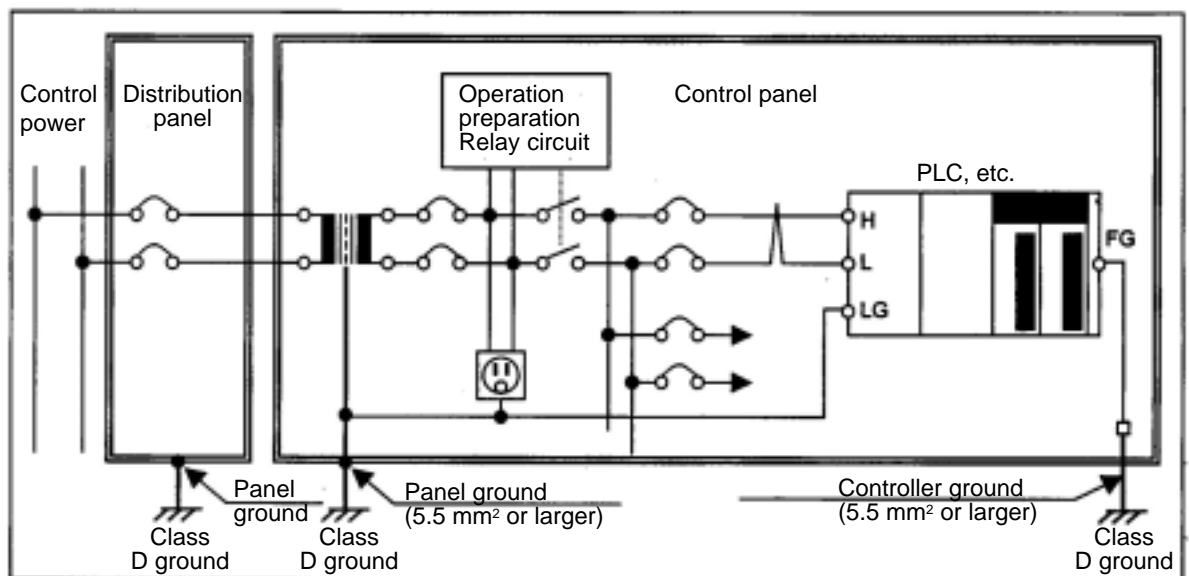 Control
power
Distribution
panel
Operation
preparation
Relay circuit
Control panel
PLC, etc.
H
L
LG
FG
Panel
ground
Class
D ground
Panel ground
(5.5 mm² or larger)
Class
D ground
Controller ground
(5.5 mm² or larger)
Class
D ground